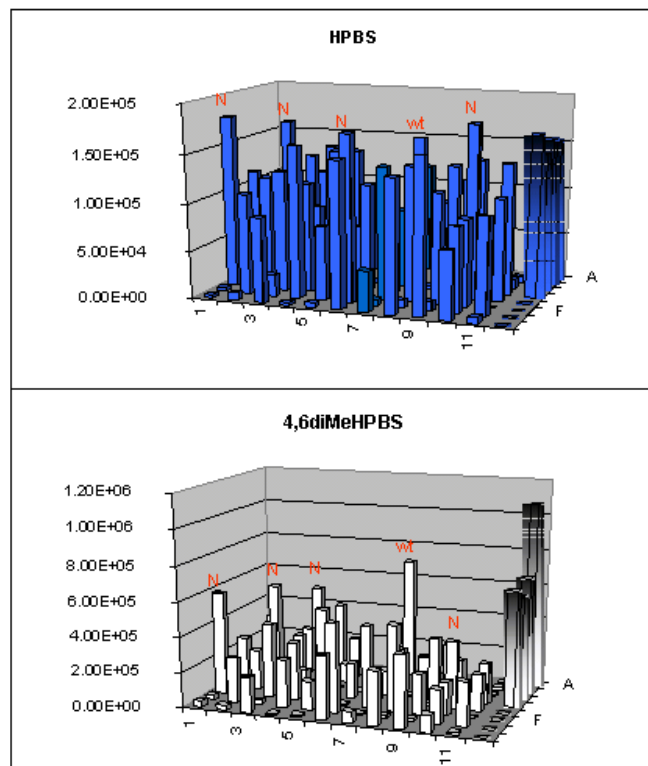 HPBS
2.00E+05
1.50E+05
1.00E+05
5.00E+04
0.00E+00
N
N
N
wt
N
1
3
5
7
9
11
A
F
4,6diMeHPBS
1.20E+06
1.00E+06
8.00E+05
6.00E+05
4.00E+05
2.00E+05
0.00E+00
N
N
N
wt
N
1
3
5
7
9
11
A
F